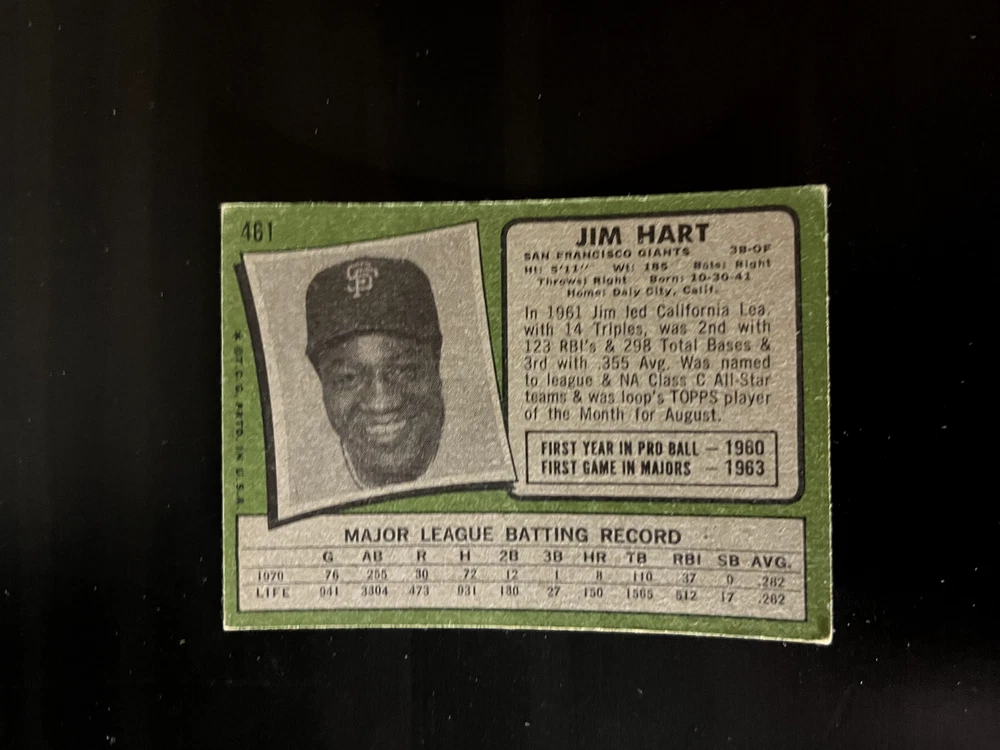 461
JIM HART
SAN FRANCISCO GIANTS 3B-OF
Ht: 5'11" Wt: 185 Bats: Right
Throws: Right Born: 10-30-41
Home: Daly City, Calif.
In 1961 Jim led California Lea.
with 14 Triples, was 2nd with
123 RBI's & 298 Total Bases &
3rd with .355 Avg. Was named
to league & NA Class C All-Star
teams & was loop's TOPPS player
of the Month for August.
FIRST YEAR IN PRO BALL — 1960
FIRST GAME IN MAJORS — 1963
* © T.C.G. PRTD. IN U.S.A.
MAJOR LEAGUE BATTING RECORD
G AB R H 2B 3B HR TB RBI SB AVG.
1970 76 255 30 72 12 1 8 110 37 0 .282
LIFE 941 3304 473 931 130 27 150 1565 512 17 .282